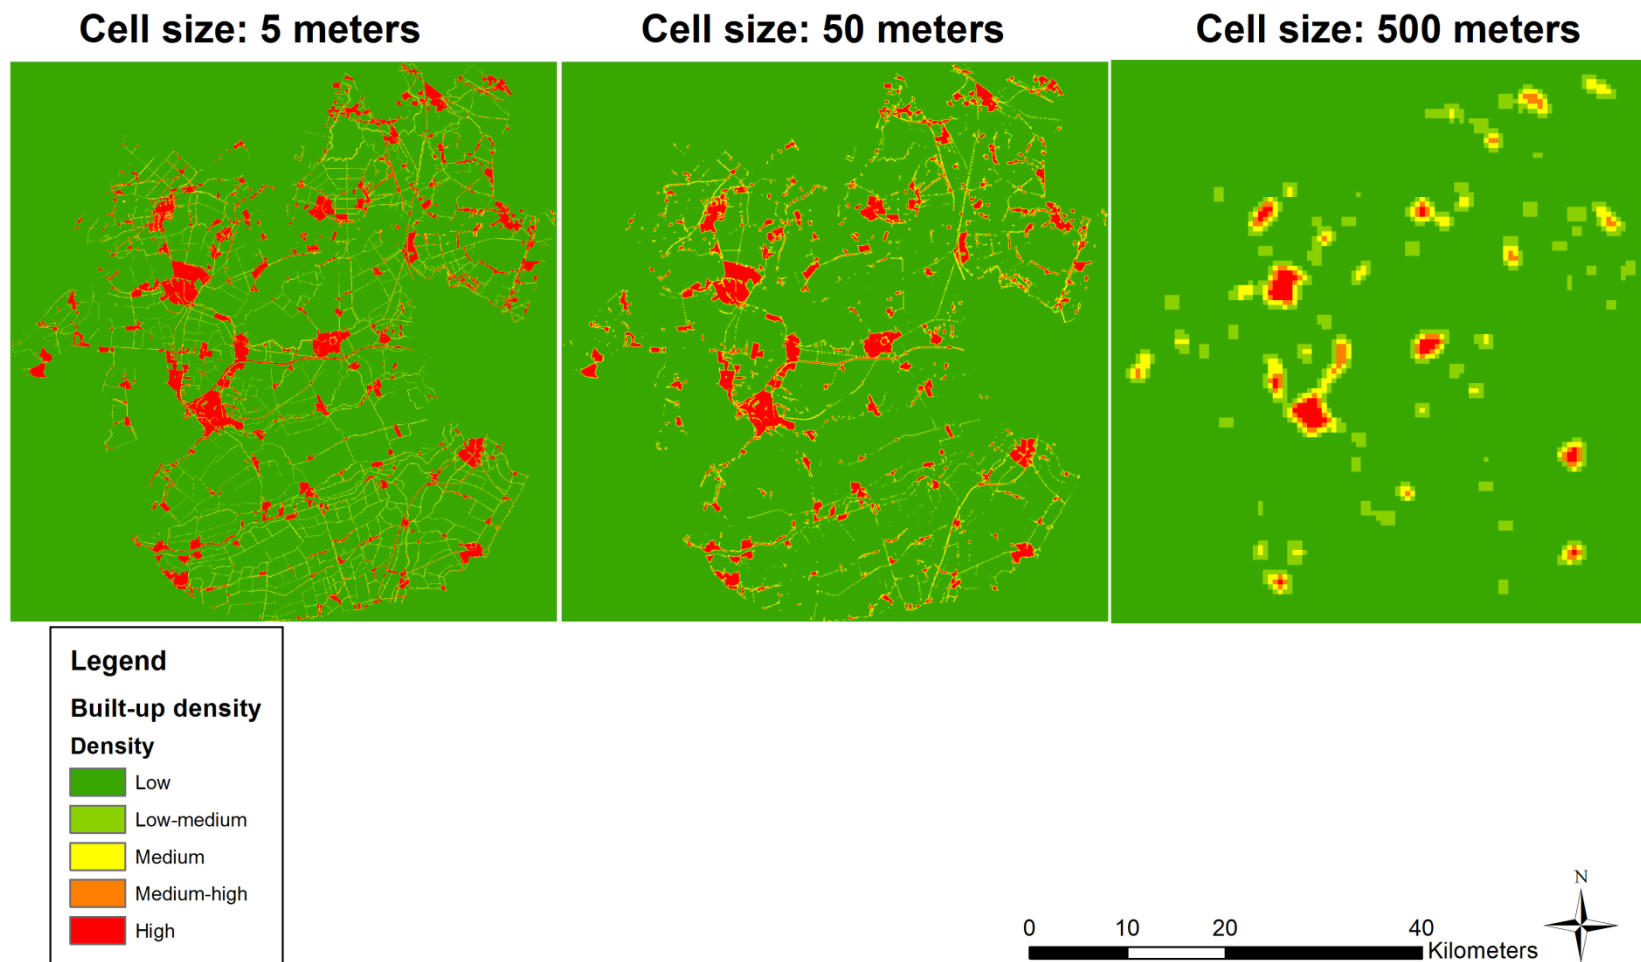 Cell size: 5 meters
Cell size: 50 meters
Cell size: 500 meters
Legend
Built-up density
Density
Low
Low-medium
Medium
Medium-high
High
N
0 10 20 40
Kilometers